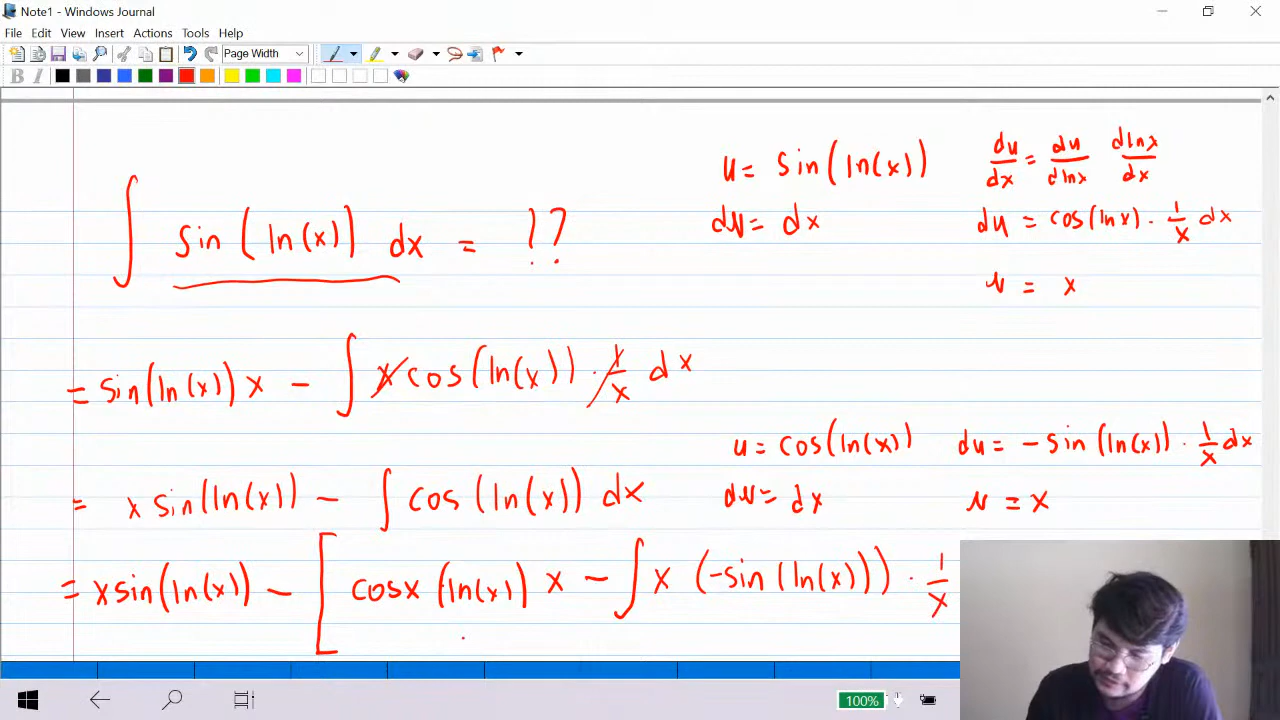 Note1 - Windows Journal
File Edit View Insert Actions Tools Help
Page Width
B I
∫ sin (ln(x)) dx = ??
u = sin(ln(x))
dv = dx
du/dx = du/dlnx dlnx/dx
du = cos(lnx) · 1/x dx
v = x
= sin(ln(x)) x - ∫ x cos(ln(x)) · 1/x dx
= x sin(ln(x)) - ∫ cos(ln(x)) dx
u = cos(ln(x)) du = -sin(ln(x)) · 1/x dx
dv = dx v = x
= x sin(ln(x)) - [ cosx (ln(x)) x - ∫ x (-sin(ln(x))) · 1/x
100%